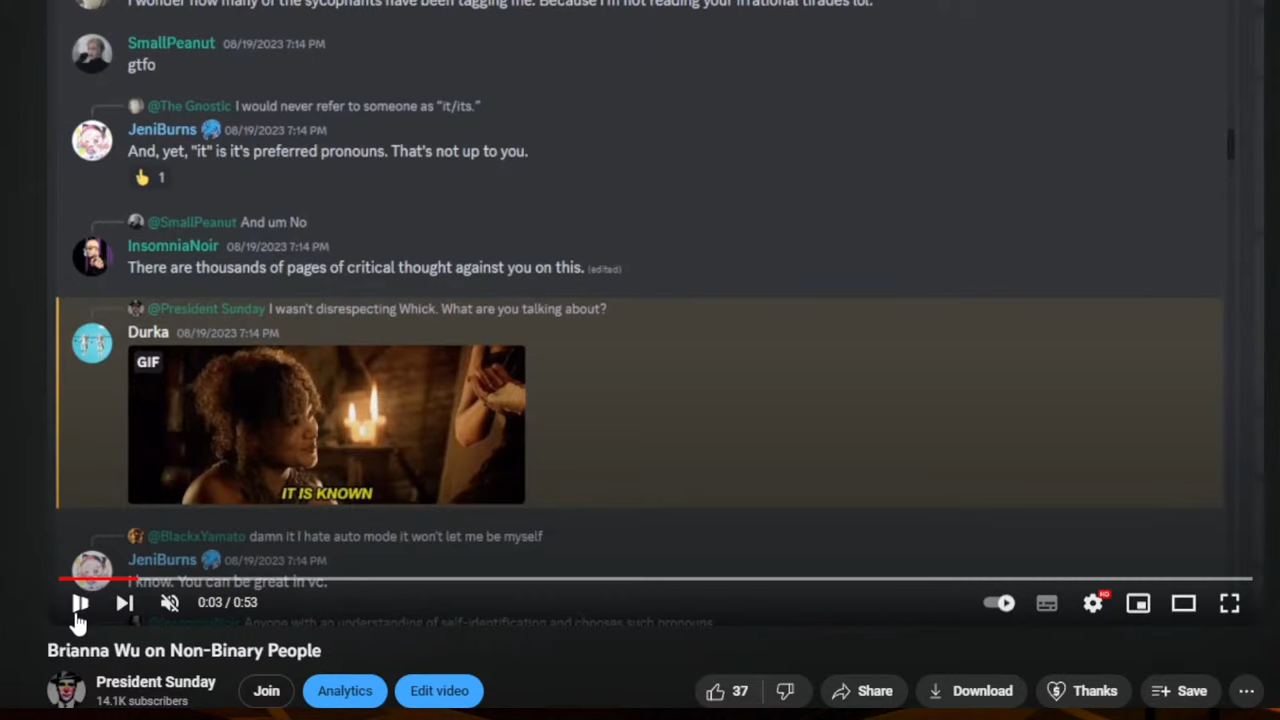 I wonder how many of the sycophants have been tagging me. Because I'm not reading your irrational tirades lol.
SmallPeanut 08/19/2023 7:14 PM
gtfo
@The Gnostic I would never refer to someone as "it/its."
JeniBurns 08/19/2023 7:14 PM
And, yet, "it" is it's preferred pronouns. That's not up to you.
1
@SmallPeanut And um No
InsomniaNoir 08/19/2023 7:14 PM
There are thousands of pages of critical thought against you on this. (edited)
@President Sunday I wasn't disrespecting Whick. What are you talking about?
Durka 08/19/2023 7:14 PM
GIF
IT IS KNOWN
@BlackxYamato damn it I hate auto mode it won't let me be myself
JeniBurns 08/19/2023 7:14 PM
I know. You can be great in vc.
@InsomniaNoir Anyone with an understanding of self-identification and chooses such pronouns
0:03 / 0:53
HD
Brianna Wu on Non-Binary People
President Sunday
14.1K subscribers
Join
Analytics
Edit video
37
Share
Download
Thanks
Save